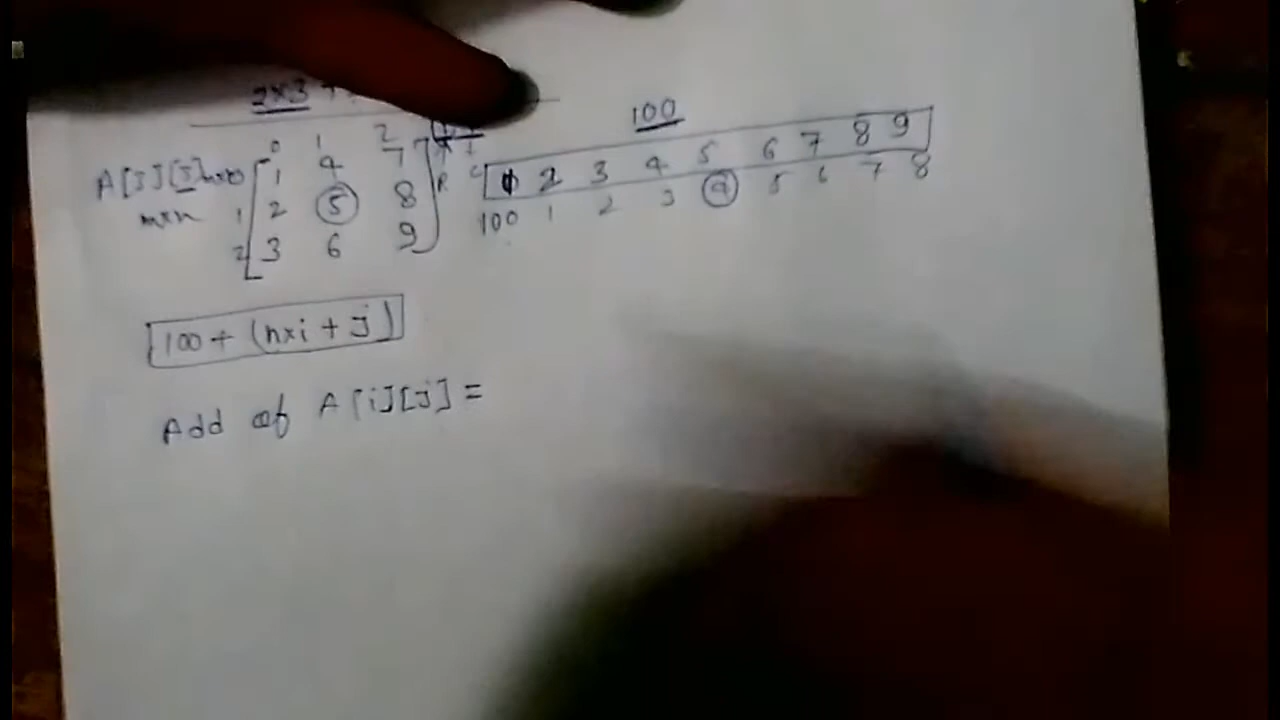 2×3 +
100
0 1 2
A[][J] 0 1 4 7
m×n 1 2 5 8
2 3 6 9
R C
1 2 3 4 5 6 7 8 9
100 1 2 3 4 5 6 7 8
100 + (n×i + j)
Add of A[i][j] =